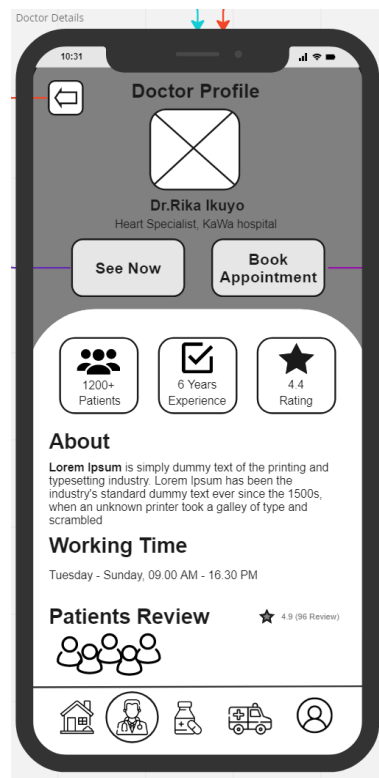 Doctor Details
10:31
Doctor Profile
Dr.Rika Ikuyo
Heart Specialist, KaWa hospital
See Now
Book
Appointment
1200+
Patients
6 Years
Experience
4.4
Rating
About
Lorem Ipsum is simply dummy text of the printing and
typesetting industry. Lorem Ipsum has been the
industry's standard dummy text ever since the 1500s,
when an unknown printer took a galley of type and
scrambled
Working Time
Tuesday - Sunday, 09.00 AM - 16.30 PM
Patients Review
4.9 (96 Review)